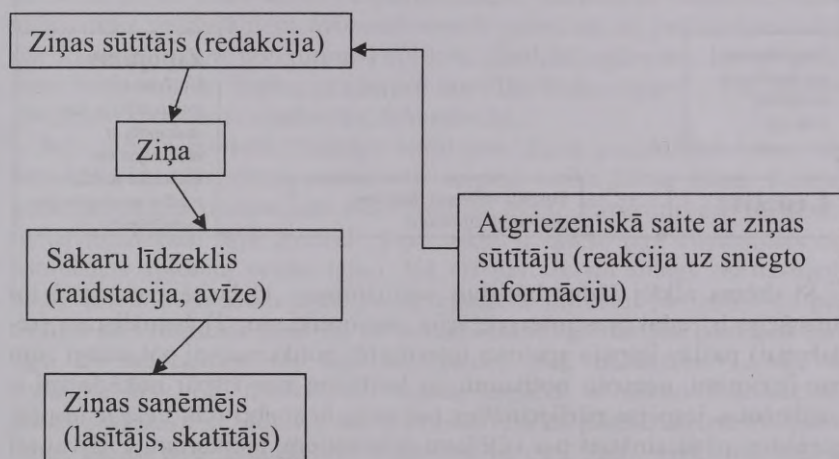 Ziņas sūtītājs (redakcija)
Ziņa
Sakaru līdzeklis
(raidstacija, avīze)
Atgriezeniskā saite ar ziņas
sūtītāju (reakcija uz sniegto
informāciju)
Ziņas saņēmējs
(lasītājs, skatītājs)